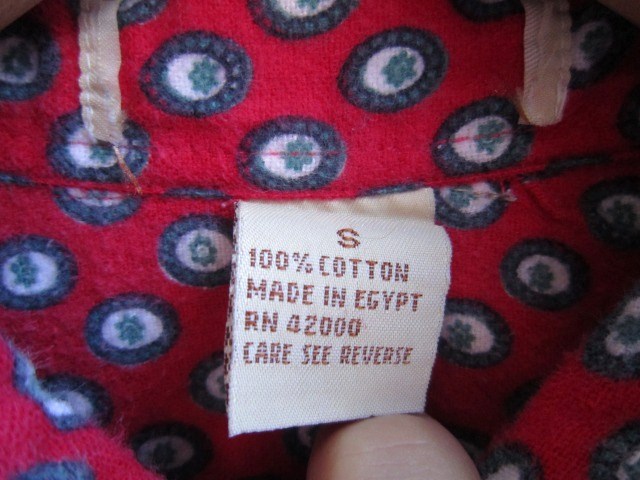 S
100% COTTON
MADE IN EGYPT
RN 42000
CARE SEE REVERSE